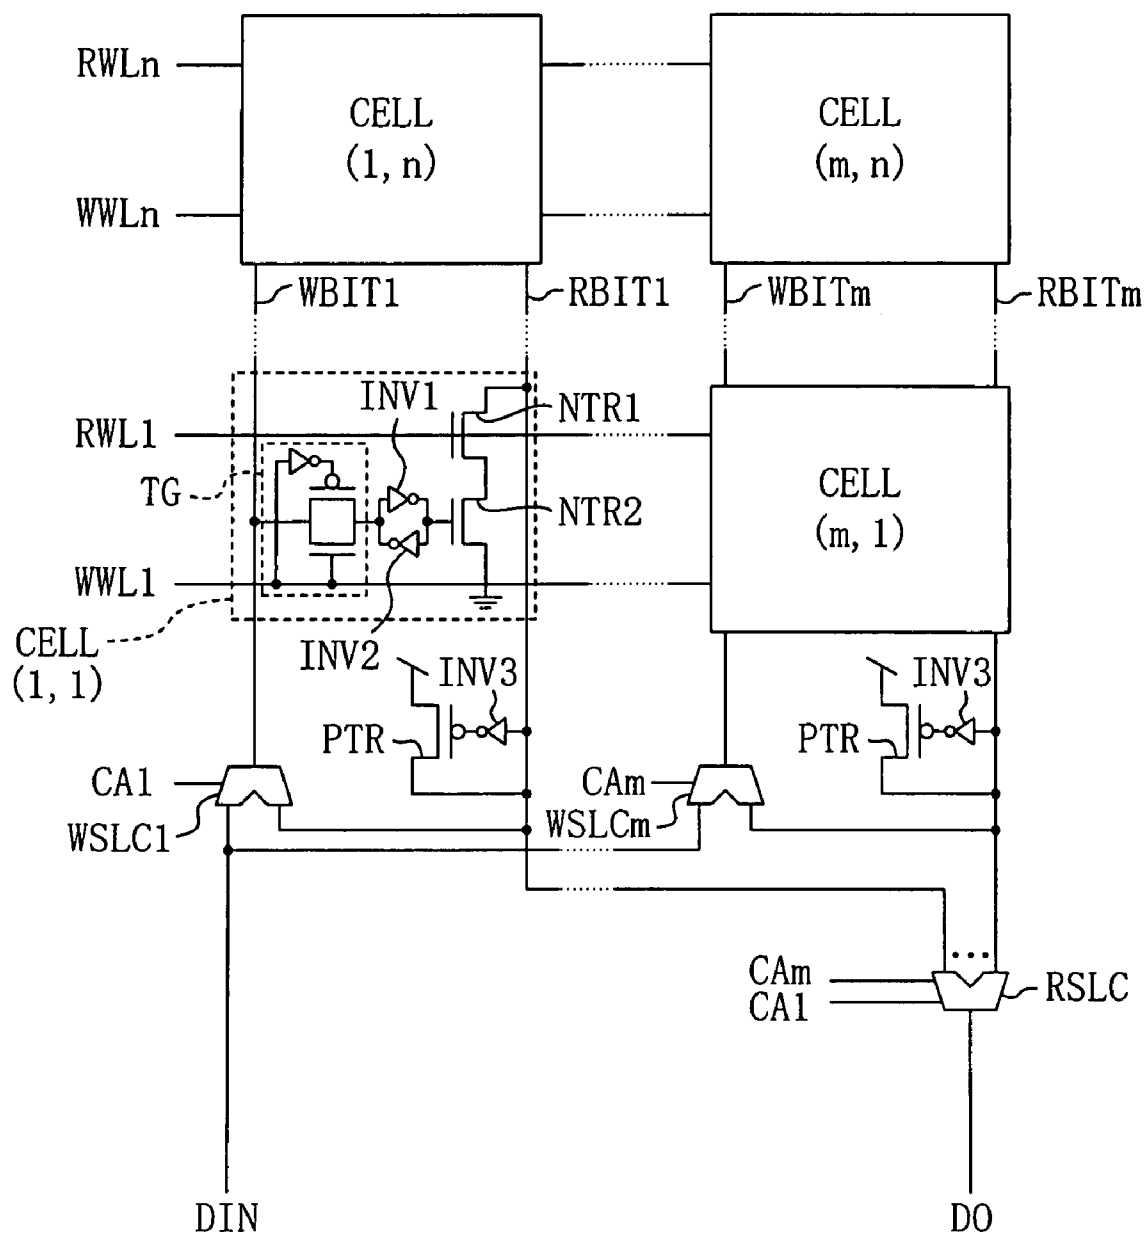 RWLn
CELL
(1, n)
CELL
(m, n)
WWLn
WBIT1
RBIT1
WBITm
RBITm
INV1
NTR1
RWL1
TG
CELL
(m, 1)
NTR2
WWL1
CELL
(1, 1)
INV2
INV3
INV3
PTR
PTR
CA1
CAm
WSLC1
WSLCm
CAm
CA1
RSLC
DIN
DO